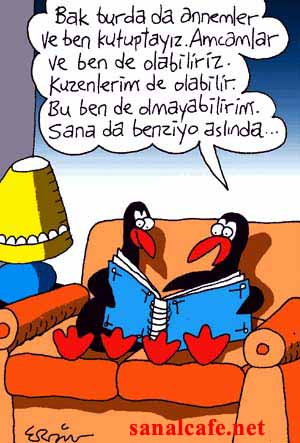 Bak burda da annemler
ve ben kutuptayız. Amcamlar
ve ben de olabiliriz.
Kuzenlerim de olabilir.
Bu ben de olmayabilirim.
Sana da benziyo aslında...
sanalcafe.net